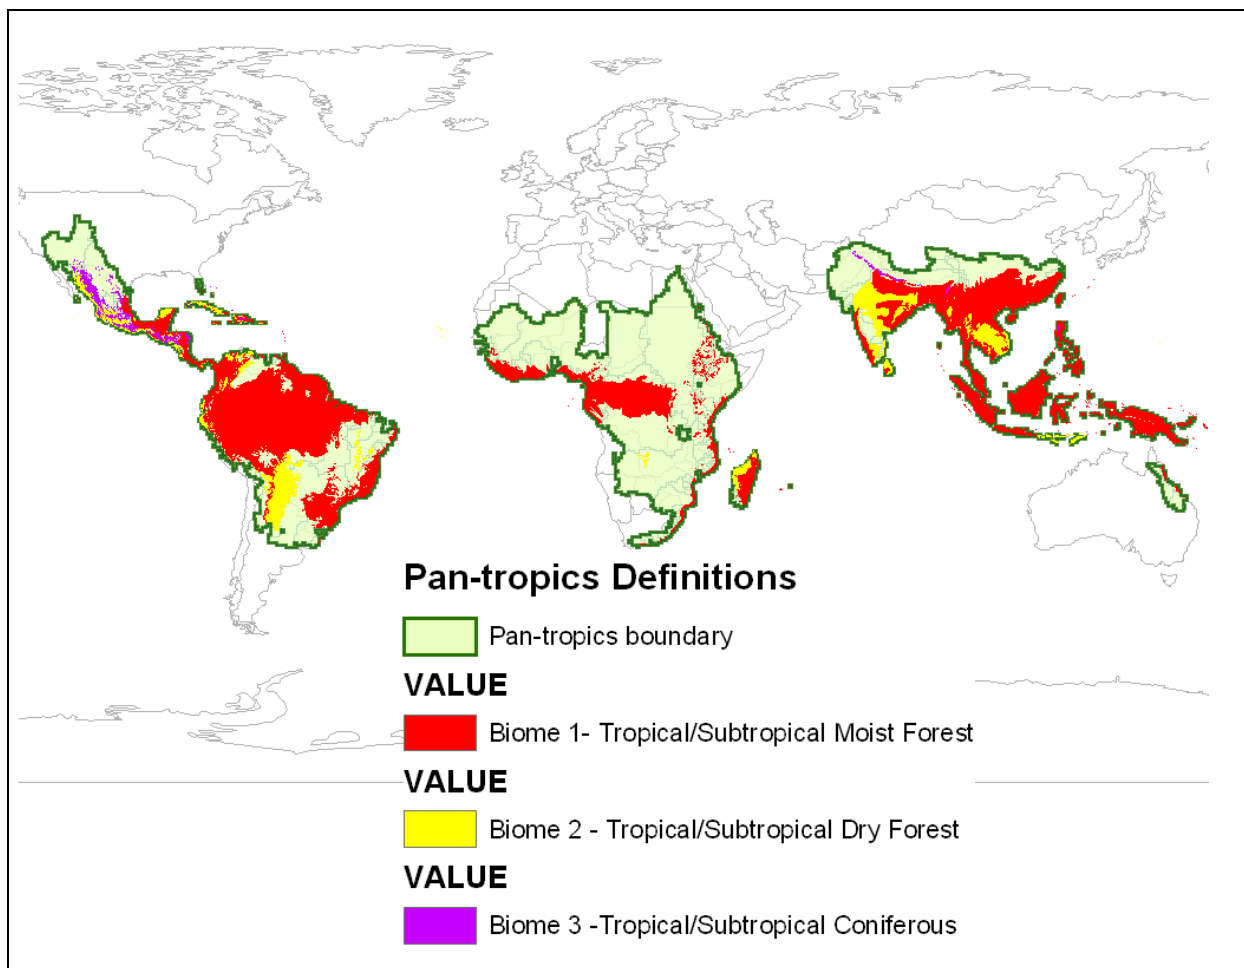 Pan-tropics Definitions
Pan-tropics boundary
VALUE
Biome 1- Tropical/Subtropical Moist Forest
VALUE
Biome 2 - Tropical/Subtropical Dry Forest
VALUE
Biome 3 -Tropical/Subtropical Coniferous